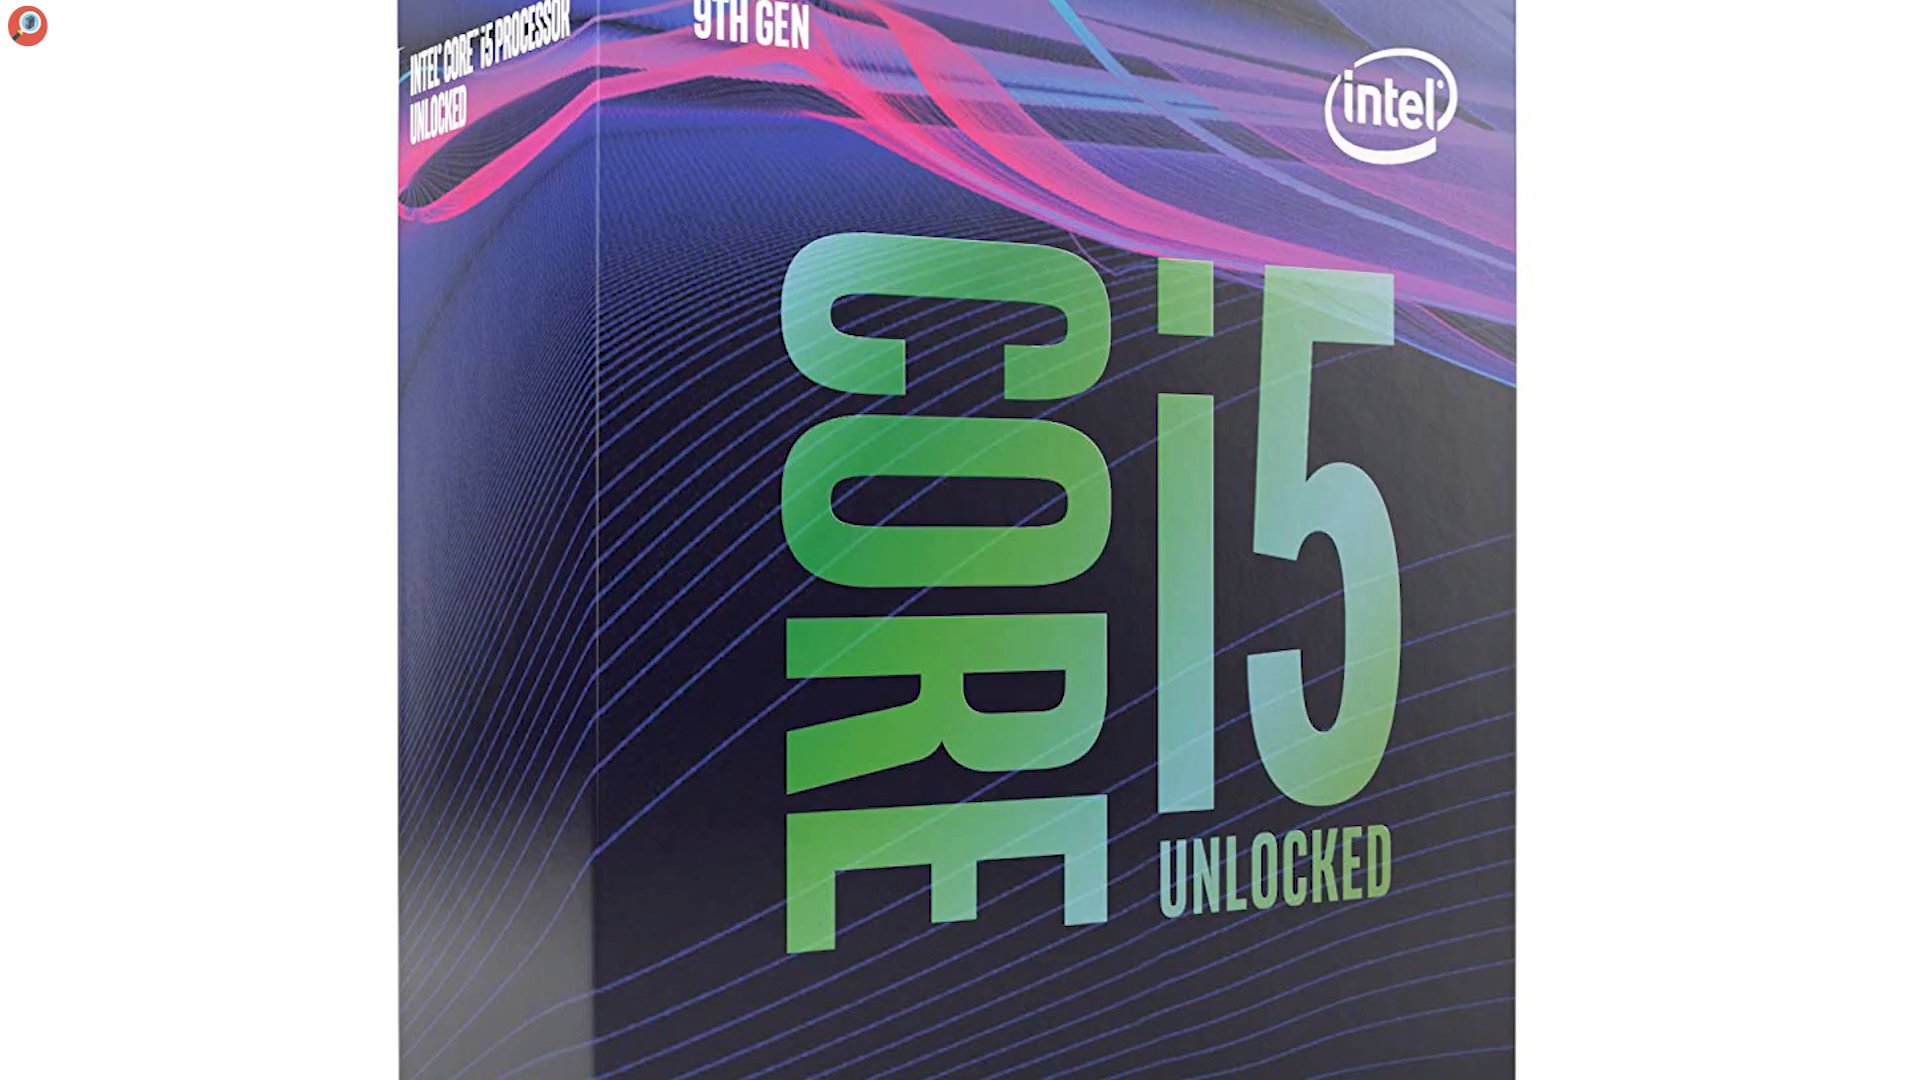 INTEL® CORE™ i5 PROCESSOR
UNLOCKED
9TH GEN
intel®
CORE i5
UNLOCKED